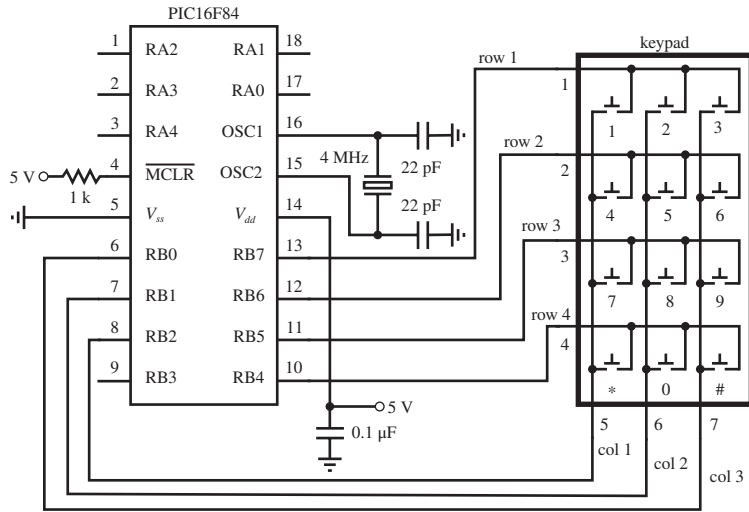 PIC16F84
1 RA2 RA1 18
2 RA3 RA0 17
3 RA4 OSC1 16
4 MCLR OSC2 15
5 Vss Vdd 14
6 RB0 RB7 13
7 RB1 RB6 12
8 RB2 RB5 11
9 RB3 RB4 10
5 V
1 k
4 MHz
22 pF
22 pF
5 V
0.1 μF
keypad
row 1
1
1 2 3
row 2
2
4 5 6
row 3
3
7 8 9
row 4
4
* 0 #
5 6 7
col 1
col 2
col 3